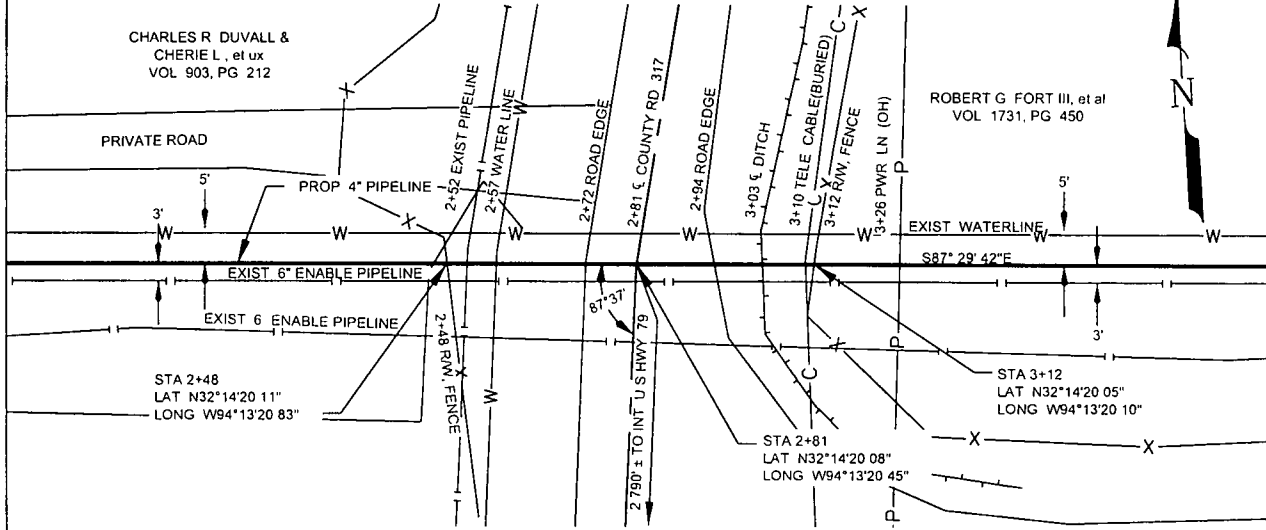 CHARLES R DUVALL &
CHERIE L , et ux
VOL 903, PG 212
PRIVATE ROAD
PROP 4" PIPELINE
2+52 EXIST PIPELINE
2+57 WATER LINE
2+72 ROAD EDGE
2+81 ℄ COUNTY RD 317
2+94 ROAD EDGE
3+03 ℄ DITCH
3+10 TELE CABLE(BURIED)
3+12 R/W, FENCE
3+26 PWR LN (OH)
ROBERT G FORT III, et al
VOL 1731, PG 450
N
5'
3'
5'
3'
EXIST WATERLINE
S87° 29' 42"E
EXIST 6" ENABLE PIPELINE
EXIST 6 ENABLE PIPELINE
87°37'
2+48 R/W, FENCE
2 790' ± TO INT U S HWY 79
STA 2+48
LAT N32°14'20 11"
LONG W94°13'20 83"
STA 2+81
LAT N32°14'20 08"
LONG W94°13'20 45"
STA 3+12
LAT N32°14'20 05"
LONG W94°13'20 10"
W W W W W W W
W
W
X X X X X X X
C C C C
P P P